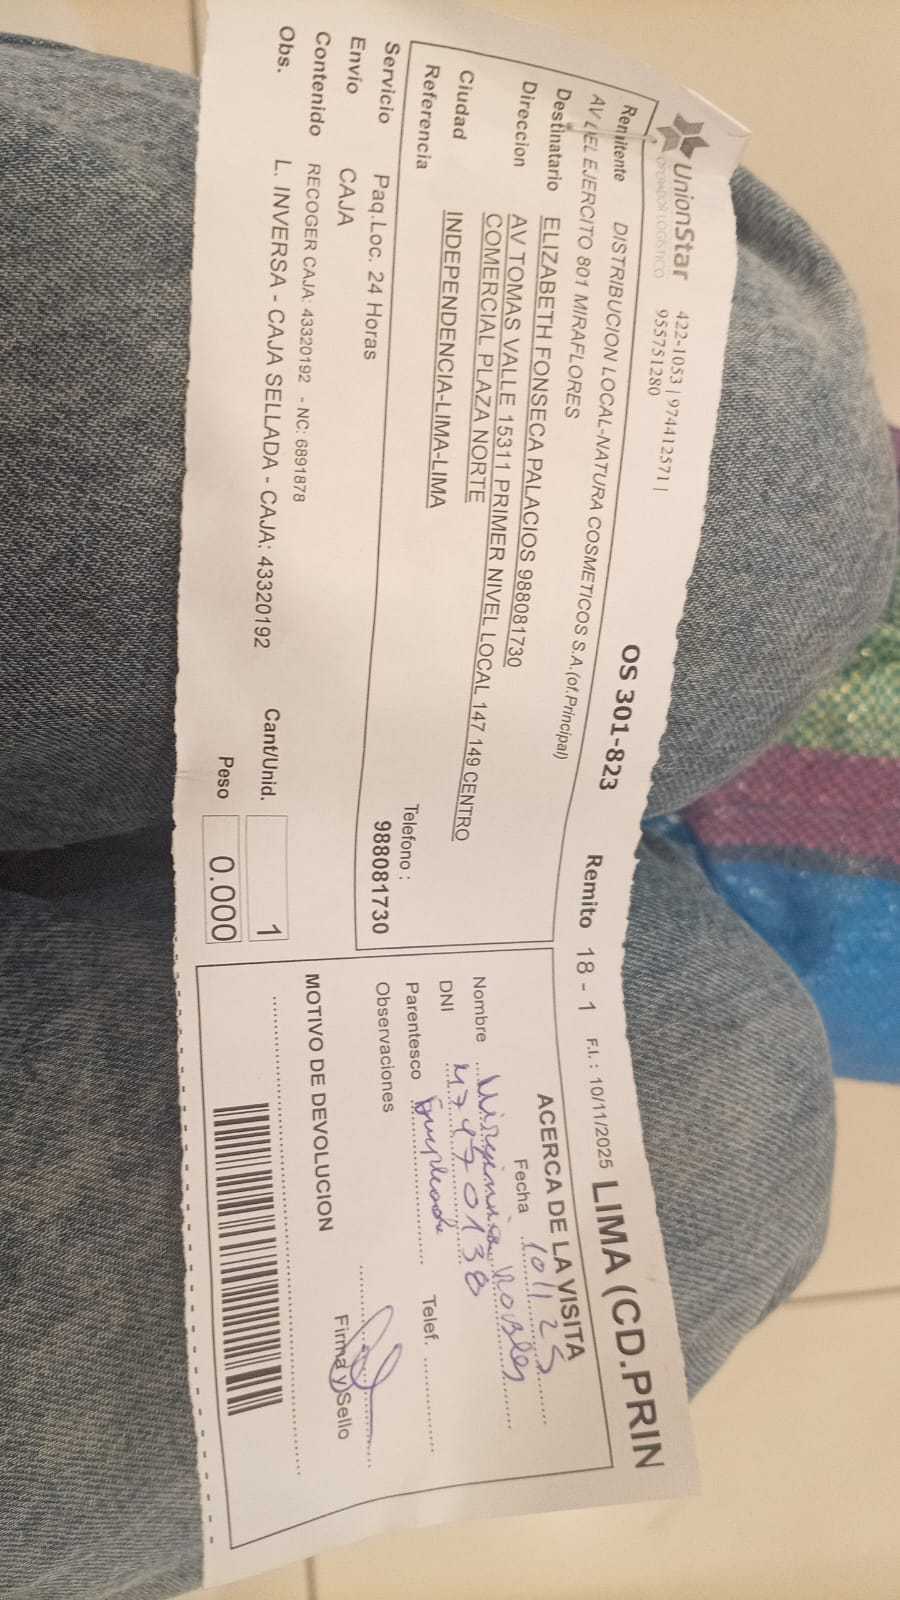 UnionStar
OPERADOR LOGISTICO
422-1053 | 974412571 |
955751280
OS 301-823
Remito 18 - 1
F.I.: 10/11/2025
LIMA (CD.PRIN
Remitente DISTRIBUCION LOCAL-NATURA COSMETICOS S.A.(of.Principal)
AV DEL EJERCITO 801 MIRAFLORES
Destinatario ELIZABETH FONSECA PALACIOS 988081730
Direccion AV TOMAS VALLE 15311 PRIMER NIVEL LOCAL 147 149 CENTRO
COMERCIAL PLAZA NORTE
Ciudad INDEPENDENCIA-LIMA-LIMA
Referencia
Telefono :
988081730
Servicio Paq.Loc. 24 Horas
Envio CAJA
Contenido RECOGER CAJA: 43320192 - NC: 6891878
Obs. L. INVERSA - CAJA SELLADA - CAJA: 43320192
Cant/Unid. 1
Peso 0.000
ACERCA DE LA VISITA
Fecha 10/11/25
Nombre Robles
DNI
Parentesco Telef.
Observaciones
Firma y Sello
MOTIVO DE DEVOLUCION